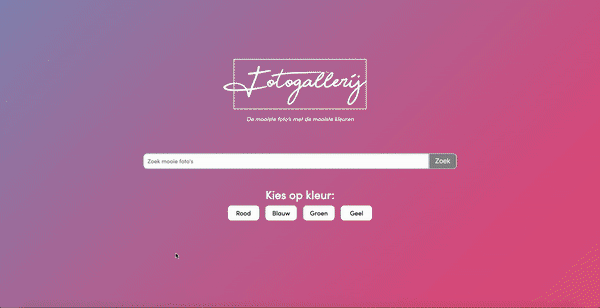 Fotogallerij
De mooiste foto's met de mooiste kleuren
Zoek mooie foto's
Zoek
Kies op kleur:
Rood Blauw Groen Geel